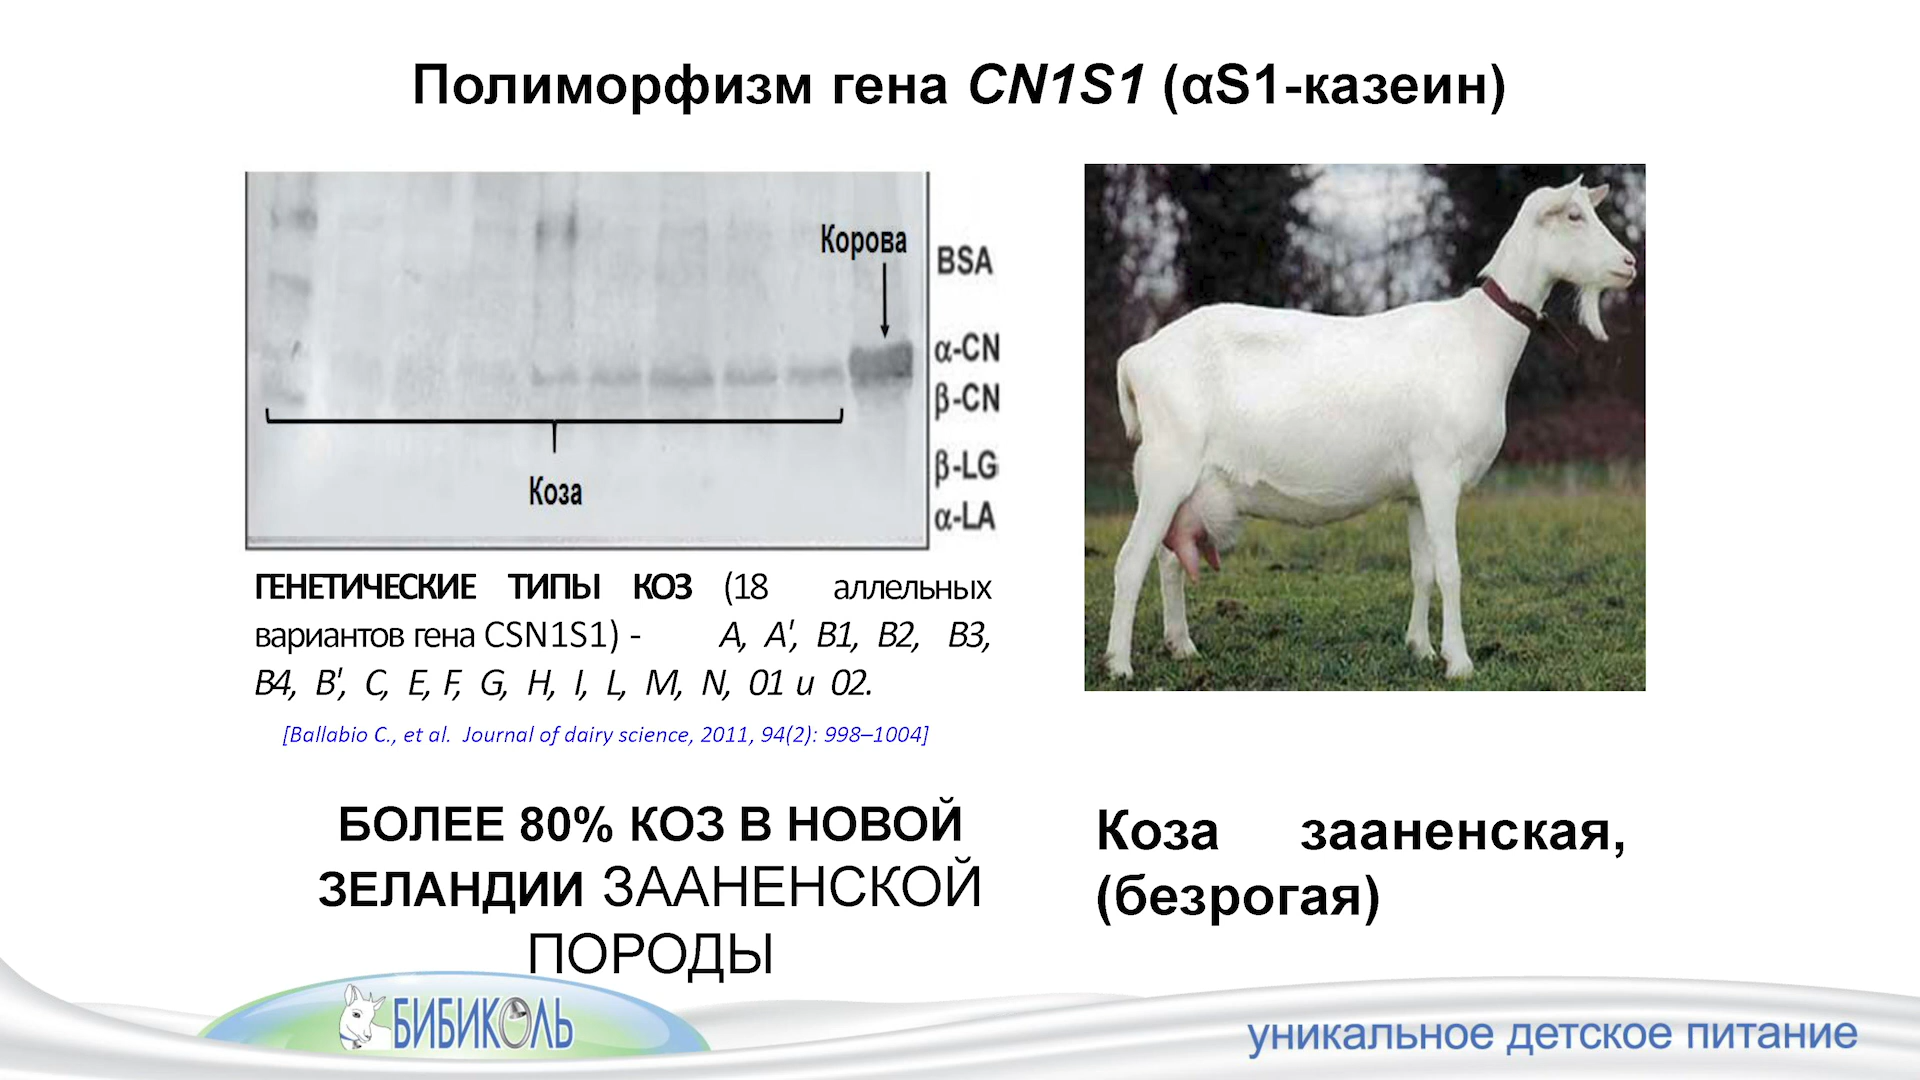 Полиморфизм гена CN1S1 (αS1-казеин)
Корова
BSA
α-CN
β-CN
β-LG
α-LA
Коза
ГЕНЕТИЧЕСКИЕ ТИПЫ КОЗ (18 аллельных
вариантов гена CSN1S1) - A, A', B1, B2, B3,
B4, B', C, E, F, G, H, I, L, M, N, 01 и 02.
[Ballabio C., et al. Journal of dairy science, 2011, 94(2): 998–1004]
БОЛЕЕ 80% КОЗ В НОВОЙ
ЗЕЛАНДИИ ЗААНЕНСКОЙ
ПОРОДЫ
Коза зааненская,
(безрогая)
БИБИКОЛЬ
уникальное детское питание